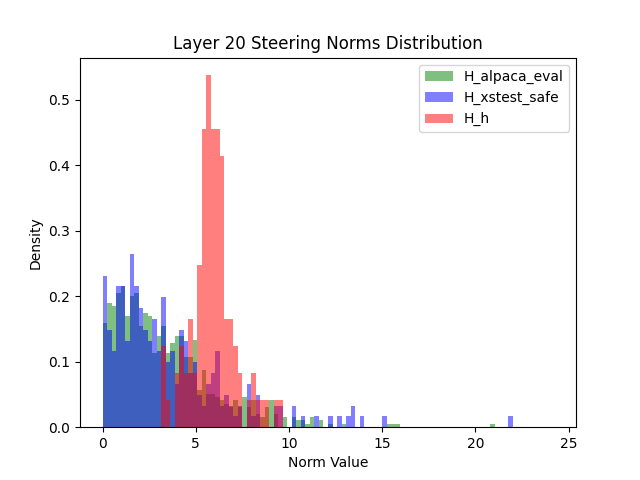 Layer 20 Steering Norms Distribution
H_alpaca_eval
H_xstest_safe
H_h
Density
0.5
0.4
0.3
0.2
0.1
0.0
0
5
10
15
20
25
Norm Value